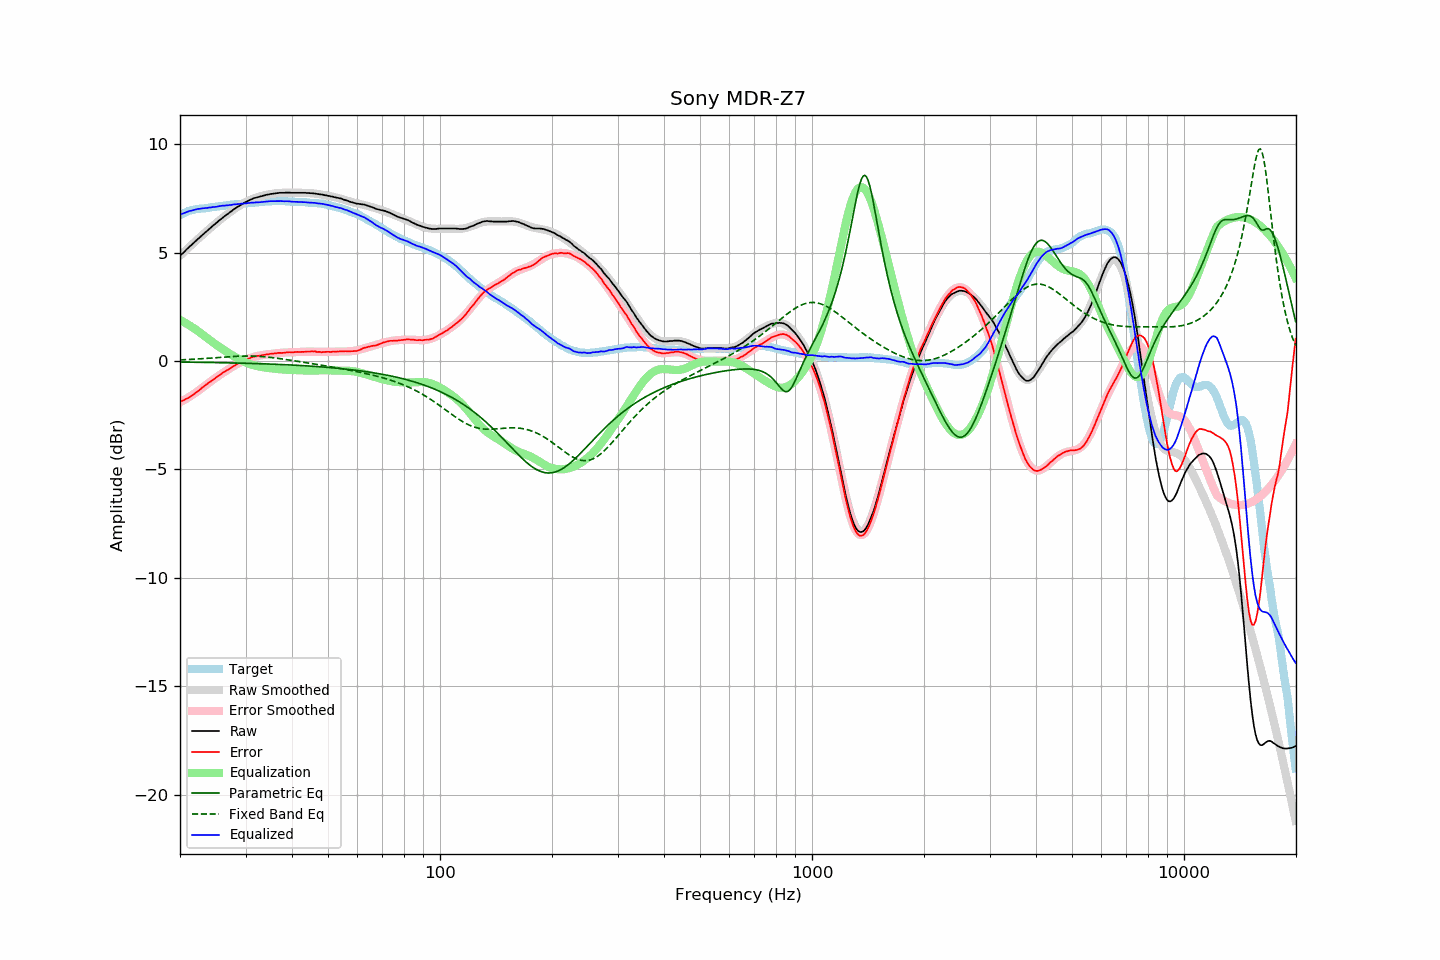 Sony MDR-Z7
Amplitude (dBr)
10
5
0
−5
−10
−15
−20
Target
Raw Smoothed
Error Smoothed
Raw
Error
Equalization
Parametric Eq
Fixed Band Eq
Equalized
100
1000
10000
Frequency (Hz)